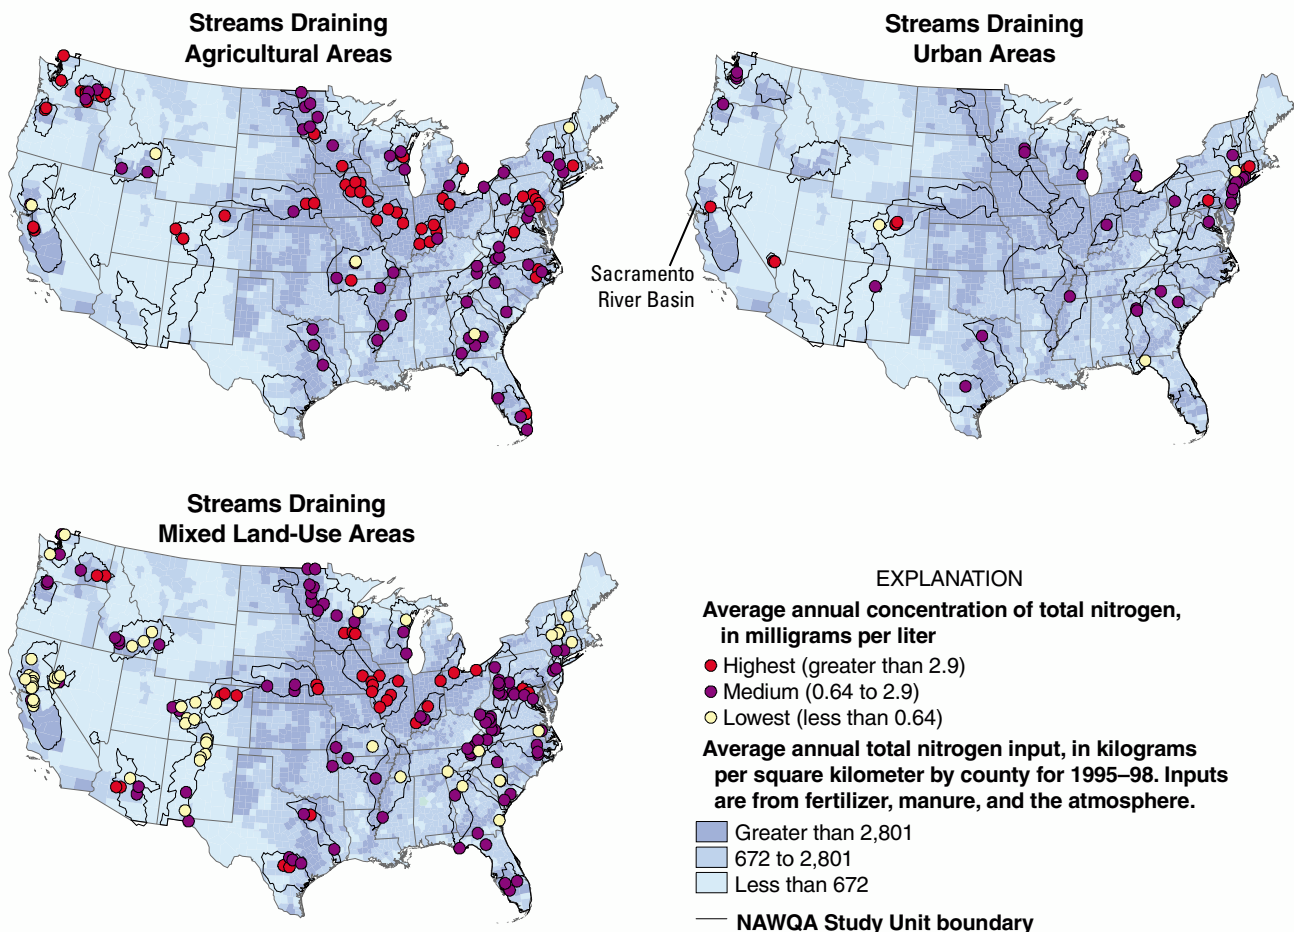 Streams Draining
Agricultural Areas
Streams Draining
Urban Areas
Sacramento
River Basin
Streams Draining
Mixed Land-Use Areas
EXPLANATION
Average annual concentration of total nitrogen,
in milligrams per liter
Highest (greater than 2.9)
Medium (0.64 to 2.9)
Lowest (less than 0.64)
Average annual total nitrogen input, in kilograms
per square kilometer by county for 1995–98. Inputs
are from fertilizer, manure, and the atmosphere.
Greater than 2,801
672 to 2,801
Less than 672
NAWQA Study Unit boundary